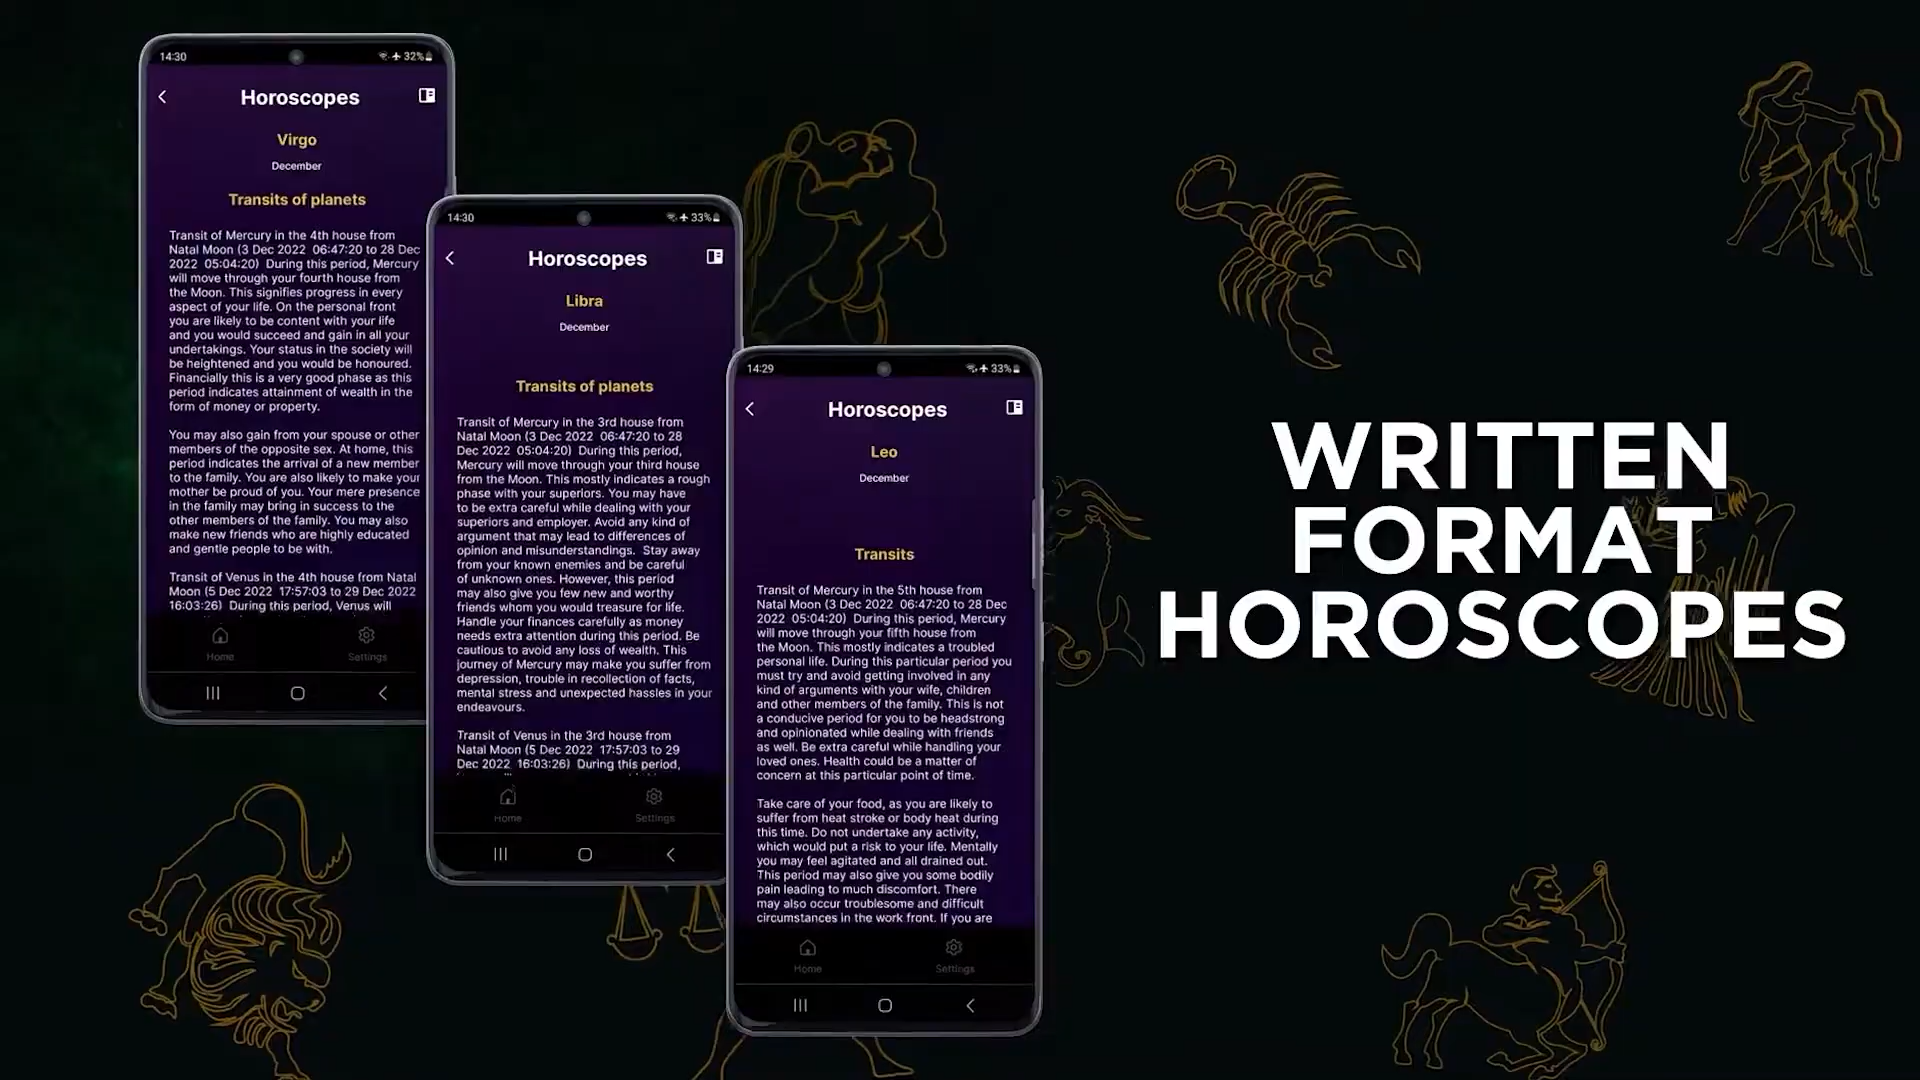 14:30
32%
Horoscopes
Virgo
December
Transits of planets
Transit of Mercury in the 4th house from
Natal Moon (3 Dec 2022  06:47:20 to 28 Dec
2022  05:04:20)  During this period, Mercury
will move through your fourth house from
the Moon. This signifies progress in every
aspect of your life. On the personal front
you are likely to be content with your life
and you would succeed and gain in all your
undertakings. Your status in the society will
be heightened and you would be honoured.
Financially this is a very good phase as this
period indicates attainment of wealth in the
form of money or property.
You may also gain from your spouse or other
members of the opposite sex. At home, this
period indicates the arrival of a new member
to the family. You are also likely to make your
mother be proud of you. Your mere presence
in the family may bring in success to the
other members of the family. You may also
make new friends who are highly educated
and gentle people to be with.
Transit of Venus in the 4th house from Natal
Moon (5 Dec 2022  17:57:03 to 29 Dec 2022
16:03:26)  During this period, Venus will
Home
Settings
14:30
33%
Horoscopes
Libra
December
Transits of planets
Transit of Mercury in the 3rd house from
Natal Moon (3 Dec 2022  06:47:20 to 28
Dec 2022  05:04:20)  During this period,
Mercury will move through your third house
from the Moon. This mostly indicates a rough
phase with your superiors. You may have
to be extra careful while dealing with your
superiors and employer. Avoid any kind of
argument that may lead to differences of
opinion and misunderstandings.  Stay away
from your known enemies and be careful
of unknown ones. However, this period
may also give you few new and worthy
friends whom you would treasure for life.
Handle your finances carefully as money
needs extra attention during this period. Be
cautious to avoid any loss of wealth. This
journey of Mercury may make you suffer from
depression, trouble in recollection of facts,
mental stress and unexpected hassles in your
endeavours.
Transit of Venus in the 3rd house from
Natal Moon (5 Dec 2022  17:57:03 to 29
Dec 2022  16:03:26)  During this period,
Home
Settings
14:29
33%
Horoscopes
Leo
December
Transits
Transit of Mercury in the 5th house from
Natal Moon (3 Dec 2022  06:47:20 to 28 Dec
2022  05:04:20)  During this period, Mercury
will move through your fifth house from
the Moon. This mostly indicates a troubled
personal life. During this particular period you
must try and avoid getting involved in any
kind of arguments with your wife, children
and other members of the family. This is not
a conducive period for you to be headstrong
and opinionated while dealing with friends
as well. Be extra careful while handling your
loved ones. Health could be a matter of
concern at this particular point of time.
Take care of your food, as you are likely to
suffer from heat stroke or body heat during
this time. Do not undertake any activity,
which would put a risk to your life. Mentally
you may feel agitated and all drained out.
This period may also give you some bodily
pain leading to much discomfort. There
may also occur troublesome and difficult
circumstances in the work front. If you are
Home
Settings
WRITTEN
FORMAT
HOROSCOPES